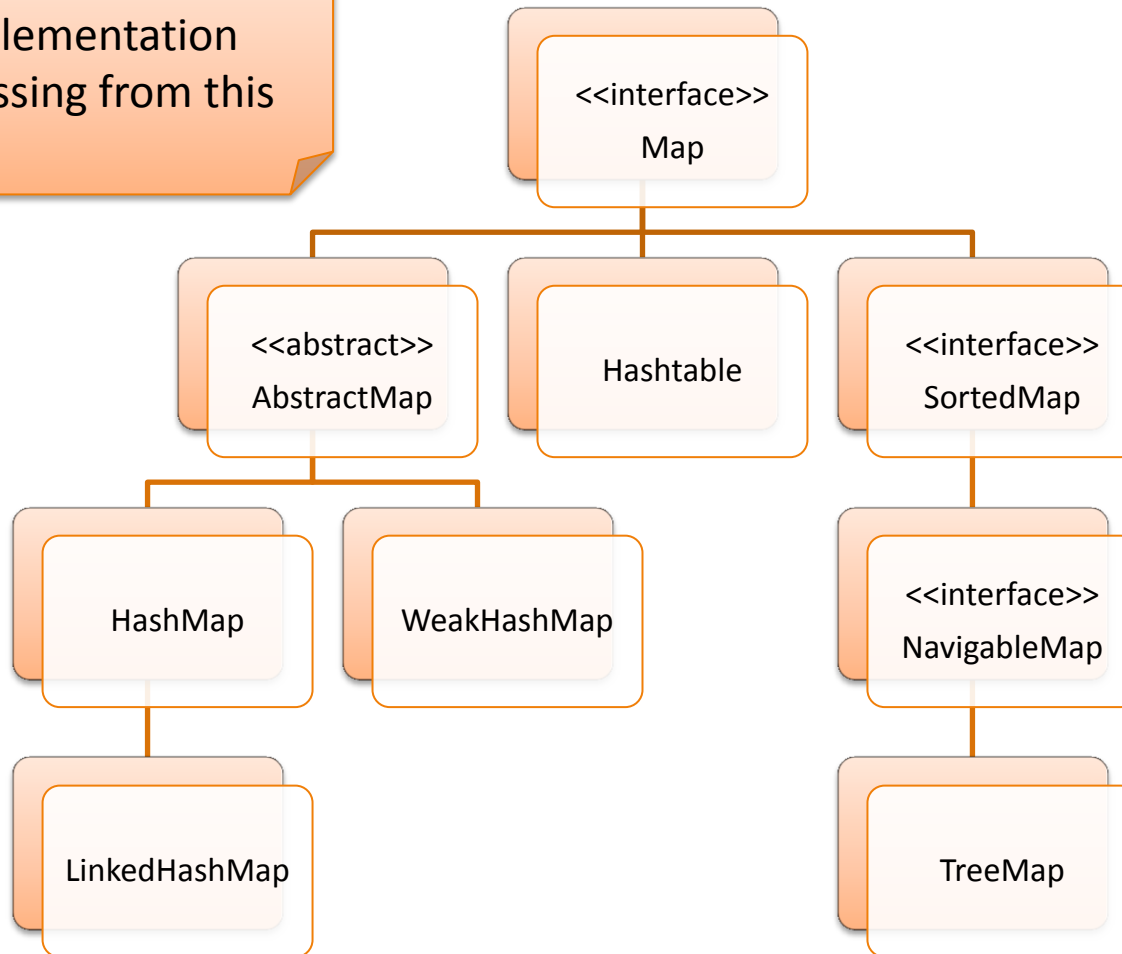 lementation
ssing from this
<<interface>>
Map
<<abstract>>
AbstractMap
Hashtable
<<interface>>
SortedMap
HashMap
WeakHashMap
<<interface>>
NavigableMap
LinkedHashMap
TreeMap